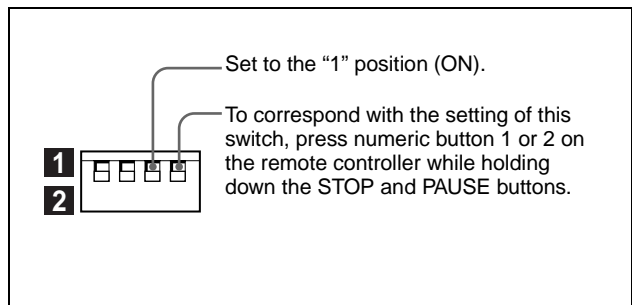 Set to the “1” position (ON).
To correspond with the setting of this
switch, press numeric button 1 or 2 on
the remote controller while holding
down the STOP and PAUSE buttons.
1
2